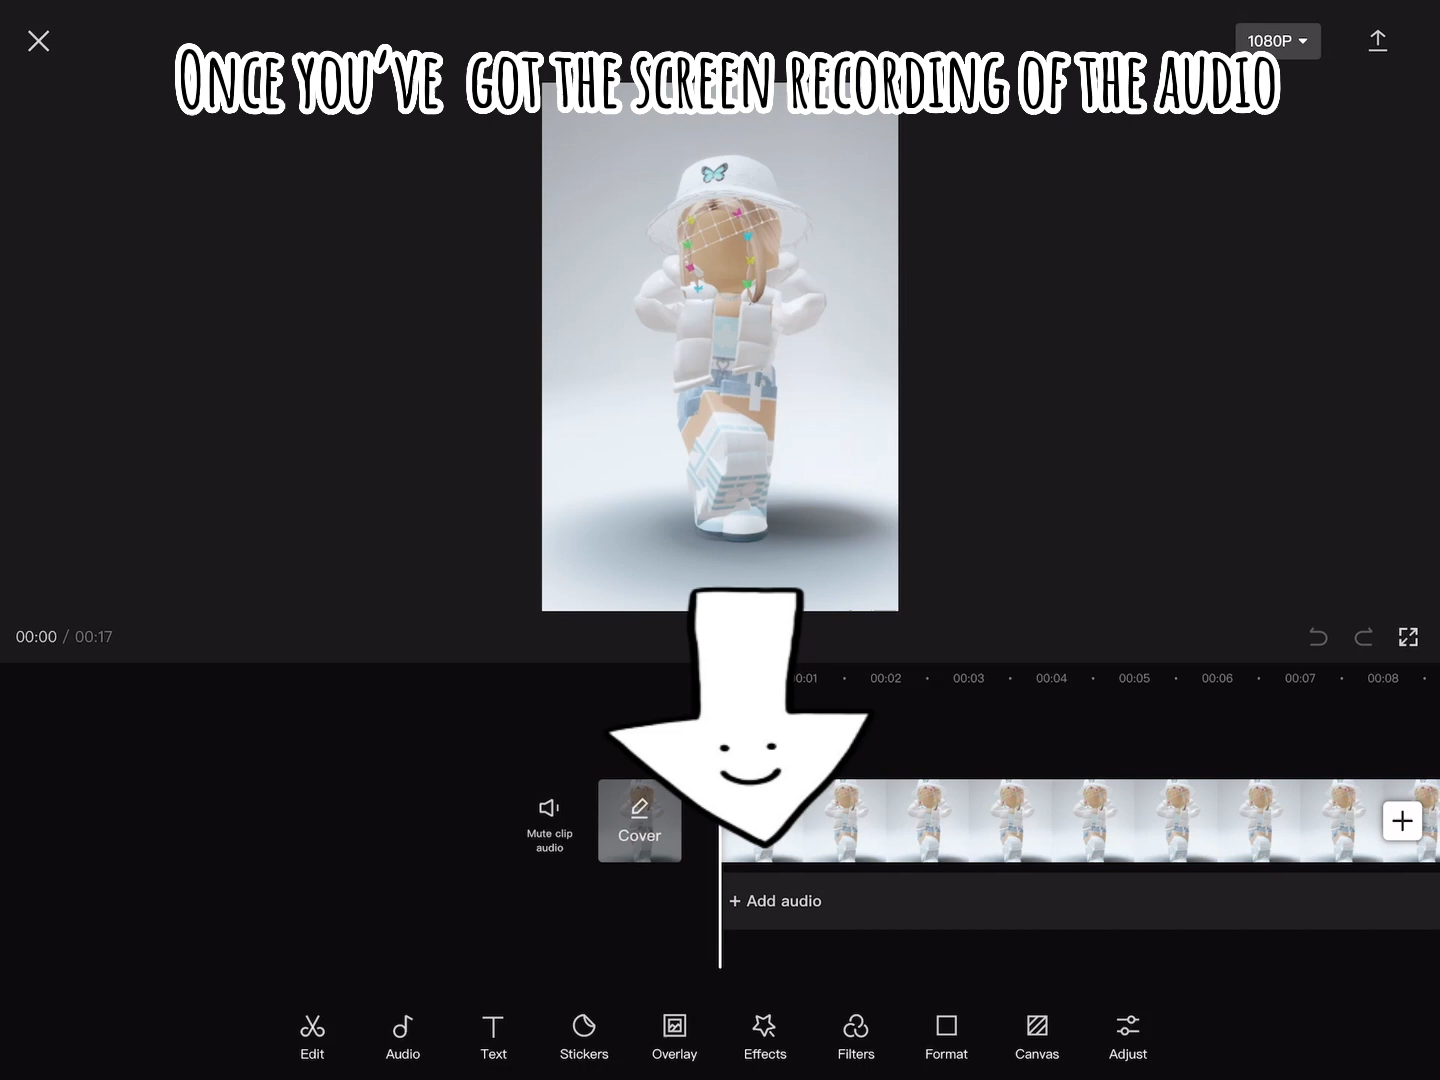 1080P
Once you've got the screen recording of the audio
00:00 / 00:17
0:01 00:02 00:03 00:04 00:05 00:06 00:07 00:08
Mute clip
audio
Cover
+ Add audio
Edit Audio Text Stickers Overlay Effects Filters Format Canvas Adjust